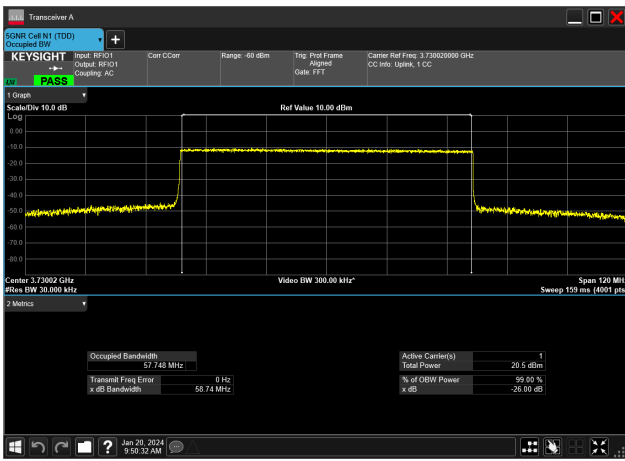 Transceiver A
5GNR Cell N1 (TDD)
Occupied BW
KEYSIGHT
LXI
PASS
Input: RFIO1
Output: RFIO1
Coupling: AC
Corr CCorr
Range: -60 dBm
Trig: Prot Frame
Aligned
Gate: FFT
Carrier Ref Freq: 3.730020000 GHz
CC Info: Uplink, 1 CC
1 Graph
Scale/Div 10.0 dB
Ref Value 10.00 dBm
Log
0.00
-10.0
-20.0
-30.0
-40.0
-50.0
-60.0
-70.0
-80.0
Center 3.73002 GHz
Video BW 300.00 kHz*
Span 120 MHz
#Res BW 30.000 kHz
Sweep 159 ms (4001 pts
2 Metrics
Occupied Bandwidth
57.748 MHz
Transmit Freq Error 0 Hz
x dB Bandwidth 58.74 MHz
Active Carrier(s) 1
Total Power 20.5 dBm
% of OBW Power 99.00 %
x dB -26.00 dB
Jan 20, 2024
9:50:32 AM